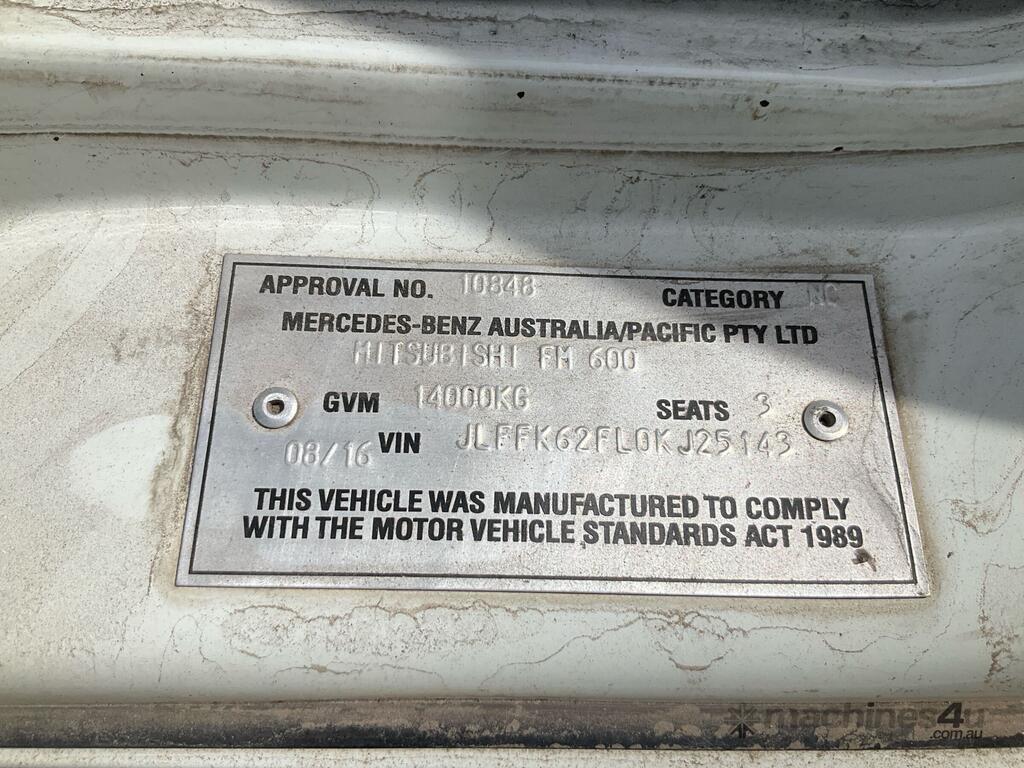 APPROVAL NO. 10848 CATEGORY NC
MERCEDES-BENZ AUSTRALIA/PACIFIC PTY LTD
MITSUBISHI FM 600
GVM 14000KG SEATS 3
08/16 VIN JLFFK62FL0KJ25143
THIS VEHICLE WAS MANUFACTURED TO COMPLY
WITH THE MOTOR VEHICLE STANDARDS ACT 1989
machines4u
.com.au